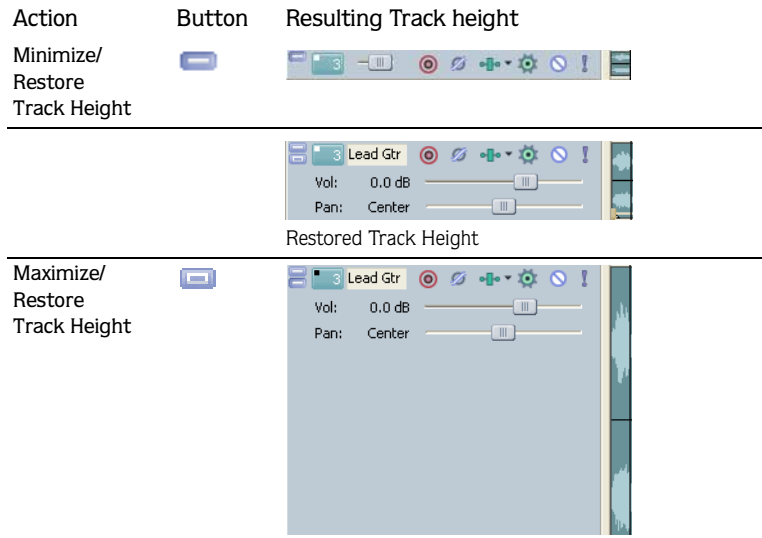 Action Button Resulting Track height
Minimize/
Restore
Track Height
3
3 Lead Gtr
Vol: 0.0 dB
Pan: Center
Restored Track Height
Maximize/
Restore
Track Height
3 Lead Gtr
Vol: 0.0 dB
Pan: Center